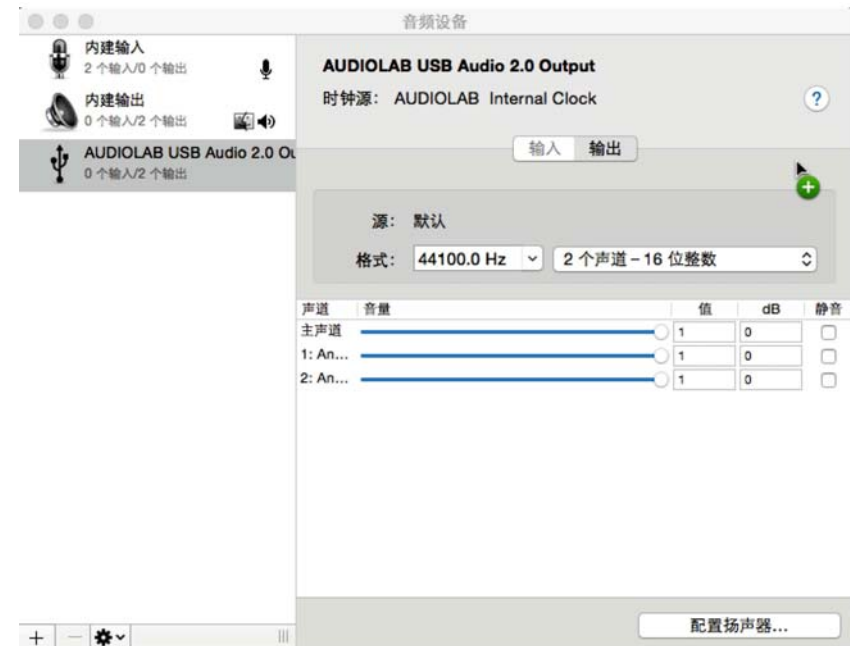 音频设备
内建输入
2 个输入/0 个输出
内建输出
0 个输入/2 个输出
AUDIOLAB USB Audio 2.0 Ou
0 个输入/2 个输出
AUDIOLAB USB Audio 2.0 Output
时钟源： AUDIOLAB Internal Clock
?
输入 输出
源： 默认
格式： 44100.0 Hz 2 个声道 – 16 位整数
声道 音量 值 dB 静音
主声道 1 0
1: An... 1 0
2: An... 1 0
配置扬声器...